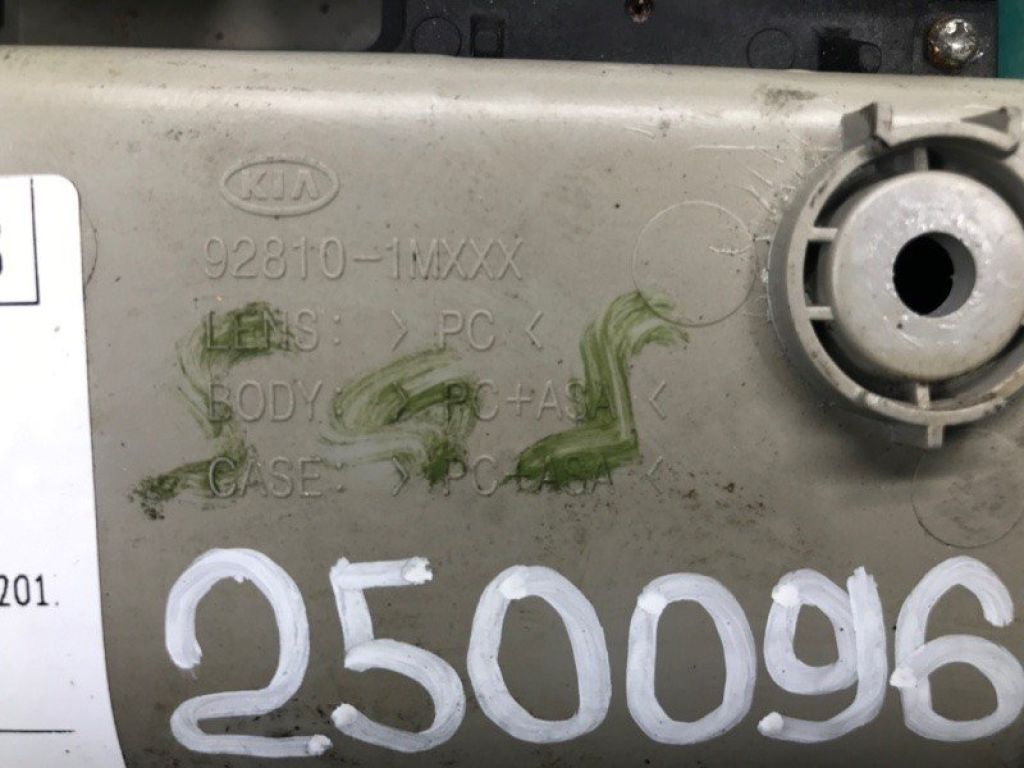 KIA
92810-1MXXX
LENS: > PC <
BODY: > PC+ASA <
CASE: > PC+ASA <
201.
250096